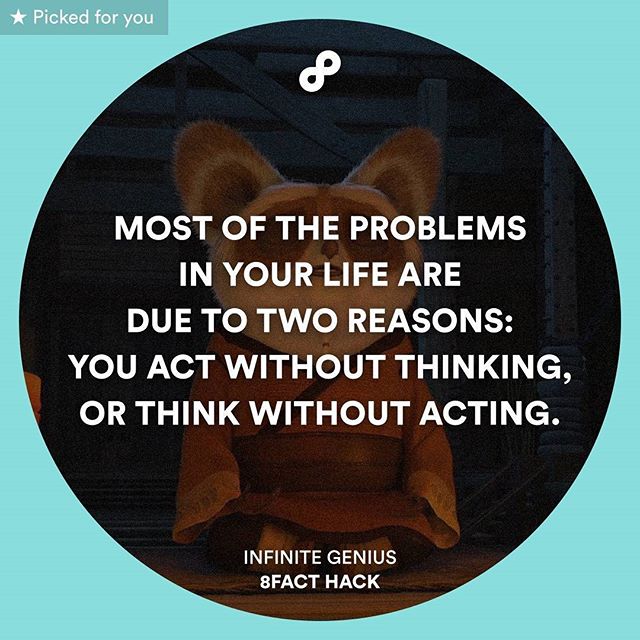 ★ Picked for you
MOST OF THE PROBLEMS
IN YOUR LIFE ARE
DUE TO TWO REASONS:
YOU ACT WITHOUT THINKING,
OR THINK WITHOUT ACTING.
INFINITE GENIUS
8FACT HACK